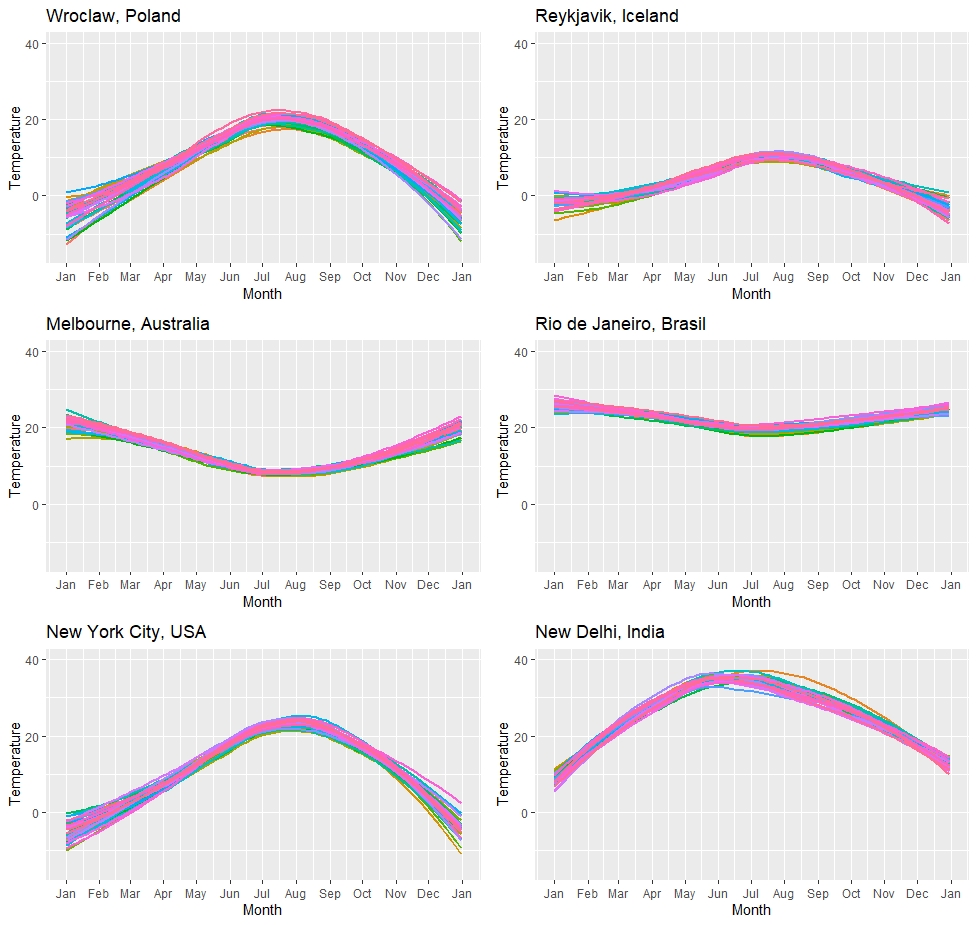 Wroclaw, Poland
Temperature
40
20
0
Jan Feb Mar Apr May Jun Jul Aug Sep Oct Nov Dec Jan
Month
Reykjavik, Iceland
Temperature
40
20
0
Jan Feb Mar Apr May Jun Jul Aug Sep Oct Nov Dec Jan
Month
Melbourne, Australia
Temperature
40
20
0
Jan Feb Mar Apr May Jun Jul Aug Sep Oct Nov Dec Jan
Month
Rio de Janeiro, Brasil
Temperature
40
20
0
Jan Feb Mar Apr May Jun Jul Aug Sep Oct Nov Dec Jan
Month
New York City, USA
Temperature
40
20
0
Jan Feb Mar Apr May Jun Jul Aug Sep Oct Nov Dec Jan
Month
New Delhi, India
Temperature
40
20
0
Jan Feb Mar Apr May Jun Jul Aug Sep Oct Nov Dec Jan
Month